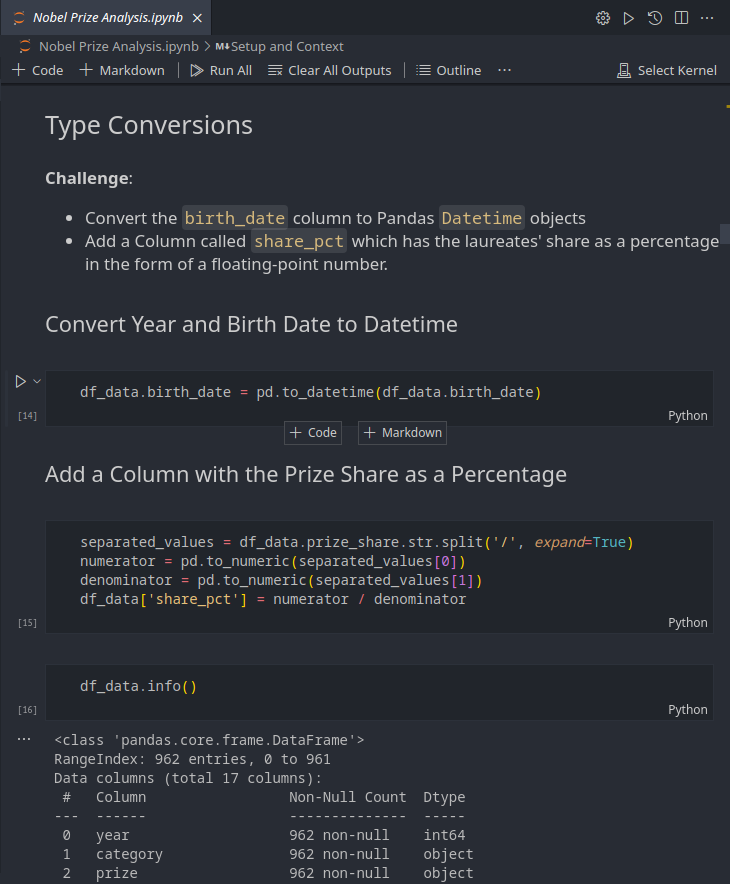 Nobel Prize Analysis.ipynb
Nobel Prize Analysis.ipynb > M↓Setup and Context
+ Code + Markdown | Run All Clear All Outputs | Outline ... Select Kernel
Type Conversions
Challenge:
• Convert the birth_date column to Pandas Datetime objects
• Add a Column called share_pct which has the laureates' share as a percentage
in the form of a floating-point number.
Convert Year and Birth Date to Datetime
df_data.birth_date = pd.to_datetime(df_data.birth_date)
[14]
Python
+ Code + Markdown
Add a Column with the Prize Share as a Percentage
separated_values = df_data.prize_share.str.split('/', expand=True)
numerator = pd.to_numeric(separated_values[0])
denominator = pd.to_numeric(separated_values[1])
df_data['share_pct'] = numerator / denominator
[15]
Python
df_data.info()
[16]
Python
... <class 'pandas.core.frame.DataFrame'>
RangeIndex: 962 entries, 0 to 961
Data columns (total 17 columns):
# Column Non-Null Count Dtype
--- ------ -------------- -----
0 year 962 non-null int64
1 category 962 non-null object
2 prize 962 non-null object